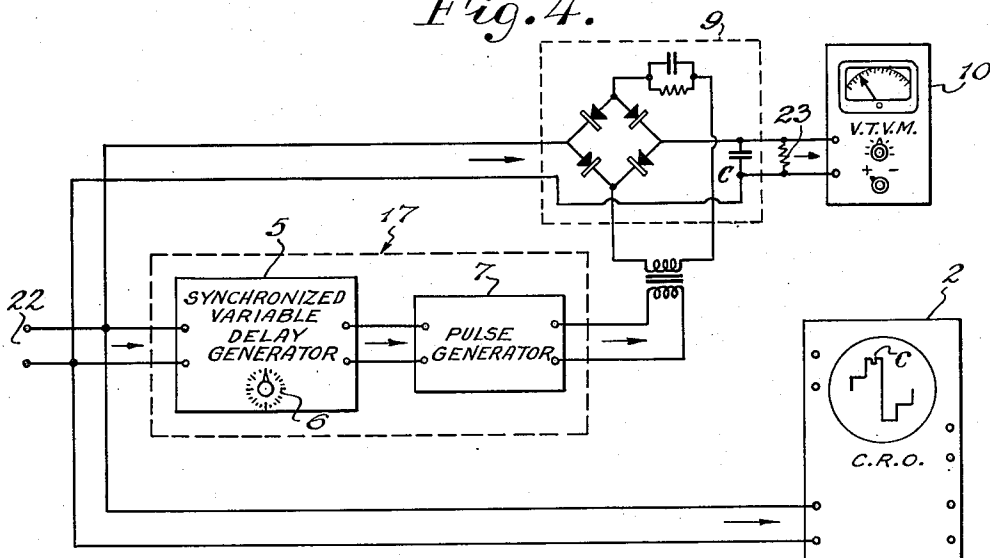 Fig. 4.
9
10
23
V.T.V.M.
+ -
C
17
5
7
2
22
SYNCHRONIZED
VARIABLE
DELAY
GENERATOR
PULSE
GENERATOR
6
C
C.R.O.